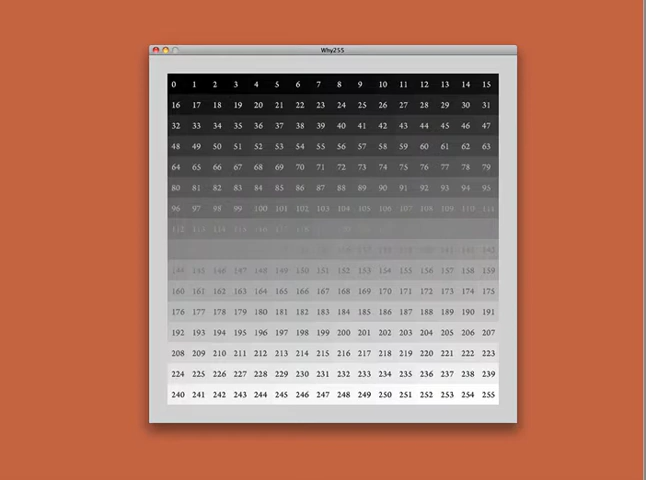 Why255
0 1 2 3 4 5 6 7 8 9 10 11 12 13 14 15
16 17 18 19 20 21 22 23 24 25 26 27 28 29 30 31
32 33 34 35 36 37 38 39 40 41 42 43 44 45 46 47
48 49 50 51 52 53 54 55 56 57 58 59 60 61 62 63
64 65 66 67 68 69 70 71 72 73 74 75 76 77 78 79
80 81 82 83 84 85 86 87 88 89 90 91 92 93 94 95
96 97 98 99 100 101 102 103 104 105 106 107 108 109 110 111
112 113 114 115 116 117 118
141 142
144 145 146 147 148 149 150 151 152 153 154 155 156 157 158 159
160 161 162 163 164 165 166 167 168 169 170 171 172 173 174 175
176 177 178 179 180 181 182 183 184 185 186 187 188 189 190 191
192 193 194 195 196 197 198 199 200 201 202 203 204 205 206 207
208 209 210 211 212 213 214 215 216 217 218 219 220 221 222 223
224 225 226 227 228 229 230 231 232 233 234 235 236 237 238 239
240 241 242 243 244 245 246 247 248 249 250 251 252 253 254 255